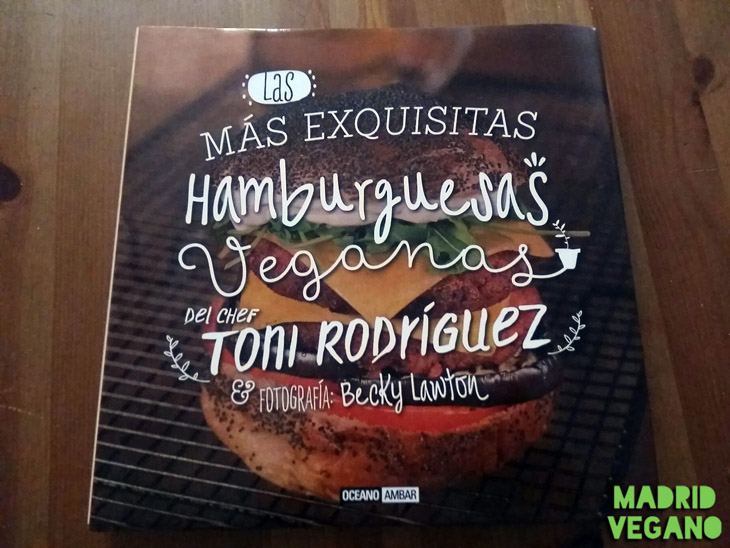 Las
MÁS EXQUISITAS
Hamburguesas
Veganas
Del CHEF
Toni Rodríguez
& FOTOGRAFÍA: Becky Lawton
OCEANO AMBAR
MADRID
VEGANO